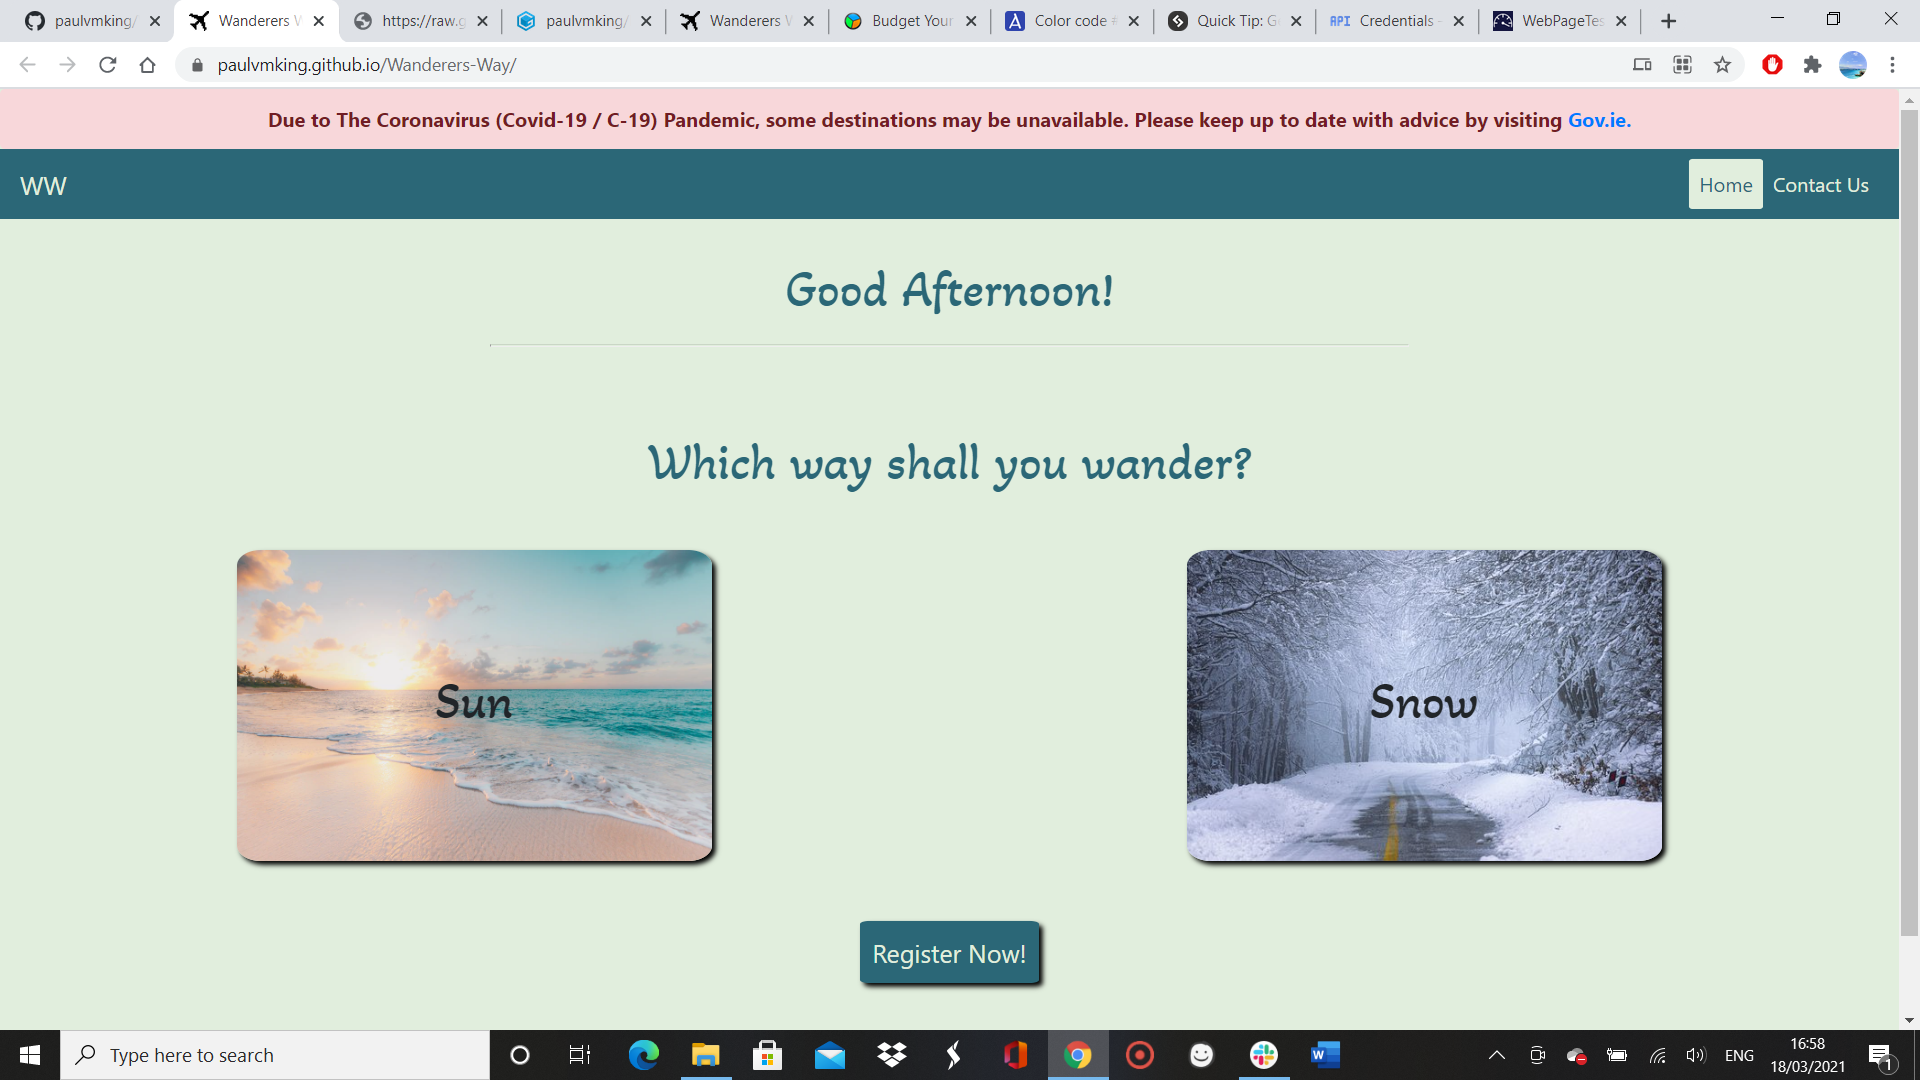 paulvmking/
Wanderers W
https://raw.g
paulvmking/
Wanderers W
Budget Your
Color code #
Quick Tip: G
API
Credentials -
WebPageTes
paulvmking.github.io/Wanderers-Way/
Due to The Coronavirus (Covid-19 / C-19) Pandemic, some destinations may be unavailable. Please keep up to date with advice by visiting Gov.ie.
WW
Home
Contact Us
Good Afternoon!
Which way shall you wander?
Sun
Snow
Register Now!
Type here to search
ENG
16:58
18/03/2021
1